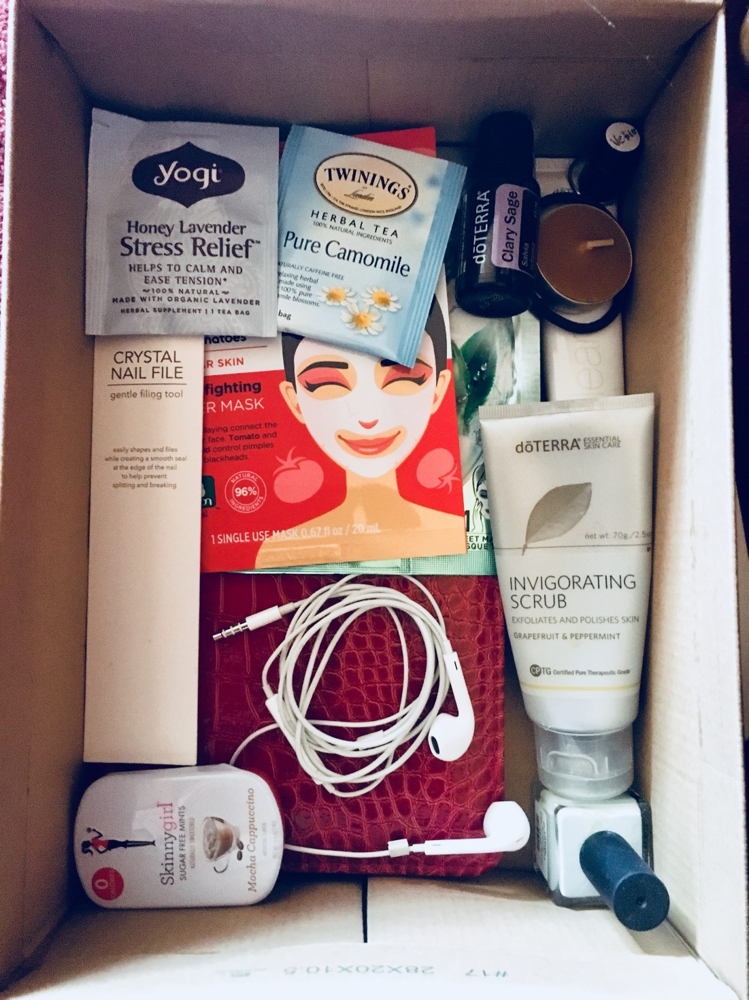 yogi
Honey Lavender
Stress Relief™
HELPS TO CALM AND
EASE TENSION*
~100% NATURAL~
MADE WITH ORGANIC LAVENDER
HERBAL SUPPLEMENT | 1 TEA BAG
TWININGS
OF
London
HERBAL TEA
100% NATURAL INGREDIENTS
Pure Camomile
NATURALLY CAFFEINE FREE
herbal
made using
100% pure
blossoms.
bag
dōTERRA
Clary Sage
Salvia
CRYSTAL
NAIL FILE
gentle filing tool
easily shapes and files
while creating a smooth seal
at the edge of the nail
to help prevent
splitting and breaking
SKIN
fighting
MASK
connect the
face. Tomato and
control pimples
blackheads.
NATURAL
96%
INGREDIENTS
1 SINGLE USE MASK 0.67 fl oz / 20 mL
dōTERRA® ESSENTIAL
SKIN CARE
net wt. 70g./2.5
INVIGORATING
SCRUB
EXFOLIATES AND POLISHES SKIN
GRAPEFRUIT & PEPPERMINT
CPTG Certified Pure Therapeutic Grade
Skinnygirl
SUGAR FREE MINTS
NATURALLY SWEETENED
Mocha Cappuccino
0
#17 28X20X10.5